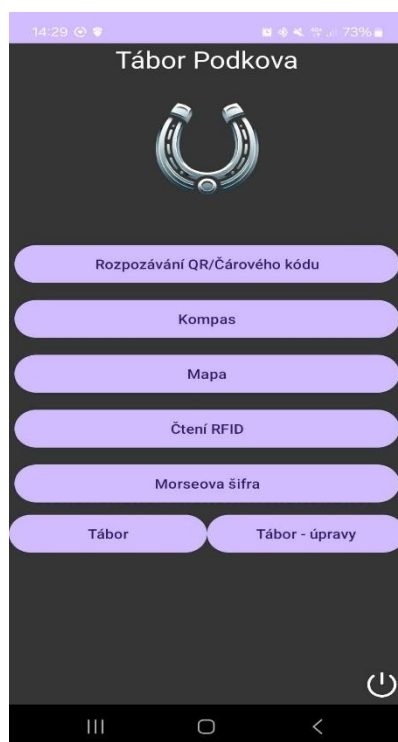 14:29 73%
Tábor Podkova
Rozpozávání QR/Čárového kódu
Kompas
Mapa
Čtení RFID
Morseova šifra
Tábor Tábor - úpravy